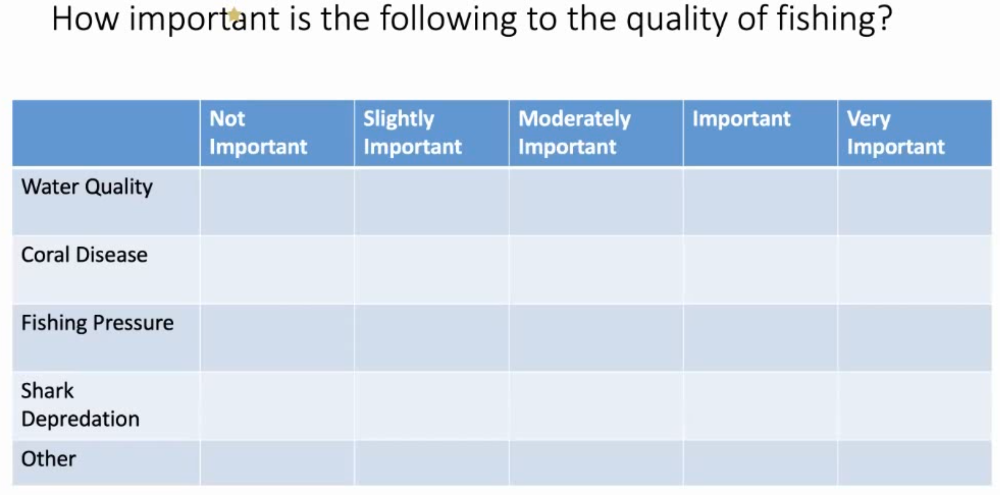 How important is the following to the quality of fishing?
Not Important
Slightly Important
Moderately Important
Important
Very Important
Water Quality
Coral Disease
Fishing Pressure
Shark
Depredation
Other